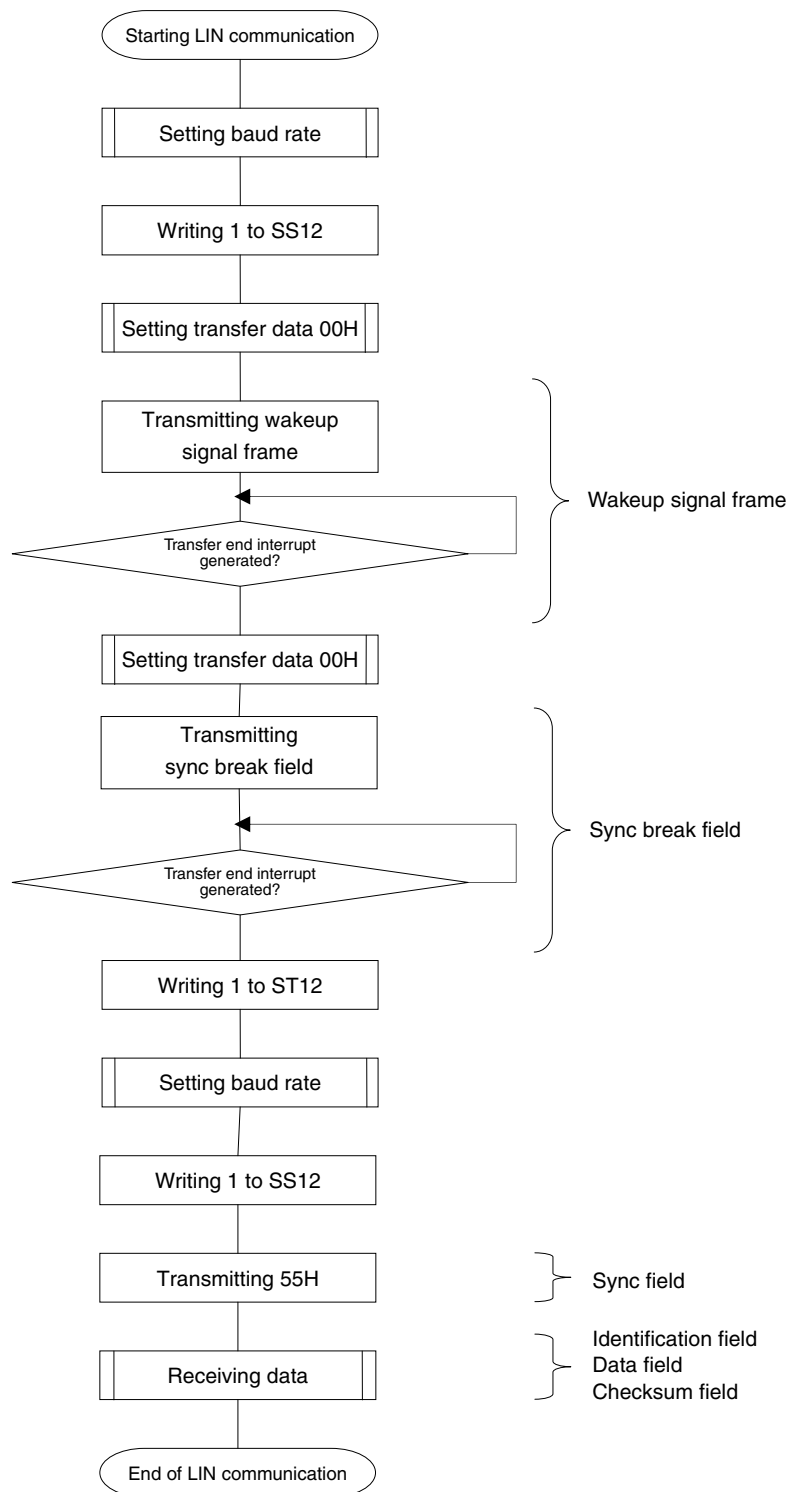 Starting LIN communication
Setting baud rate
Writing 1 to SS12
Setting transfer data 00H
Transmitting wakeup
signal frame
Wakeup signal frame
Transfer end interrupt
generated?
Setting transfer data 00H
Transmitting
sync break field
Sync break field
Transfer end interrupt
generated?
Writing 1 to ST12
Setting baud rate
Writing 1 to SS12
Transmitting 55H
Sync field
Identification field
Data field
Checksum field
Receiving data
End of LIN communication